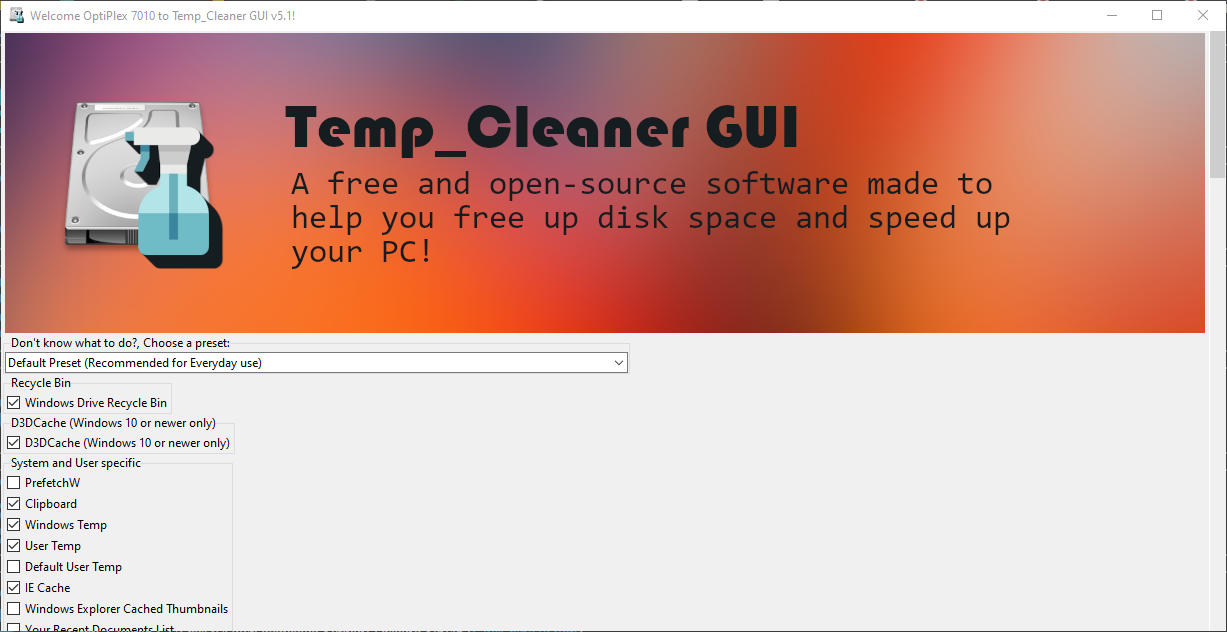 Welcome OptiPlex 7010 to Temp_Cleaner GUI v5.1!
Temp_Cleaner GUI
A free and open-source software made to
help you free up disk space and speed up
your PC!
Don't know what to do?, Choose a preset:
Default Preset (Recommended for Everyday use)
Recycle Bin
Windows Drive Recycle Bin
D3DCache (Windows 10 or newer only)
D3DCache (Windows 10 or newer only)
System and User specific
PrefetchW
Clipboard
Windows Temp
User Temp
Default User Temp
IE Cache
Windows Explorer Cached Thumbnails
Your Recent Documents List